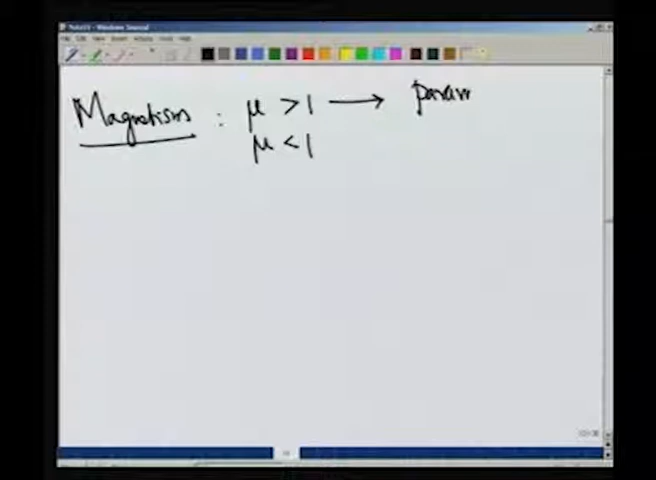 Magnetism : μ > 1 → param
μ < 1